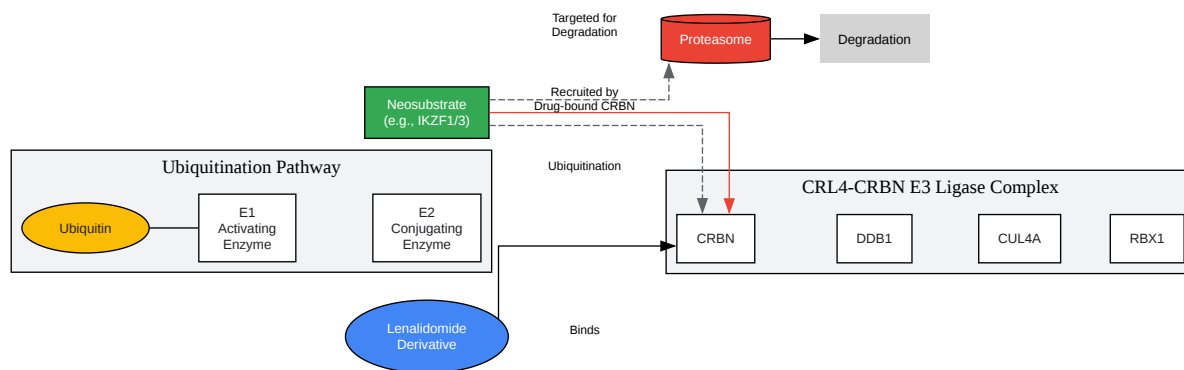 Targeted for
Degradation
Proteasome
Degradation
Neosubstrate
(e.g., IKZF1/3)
Recruited by
Drug-bound CRBN
Ubiquitination Pathway
Ubiquitin
E1
Activating
Enzyme
E2
Conjugating
Enzyme
Ubiquitination
CRL4-CRBN E3 Ligase Complex
CRBN
DDB1
CUL4A
RBX1
Lenalidomide
Derivative
Binds